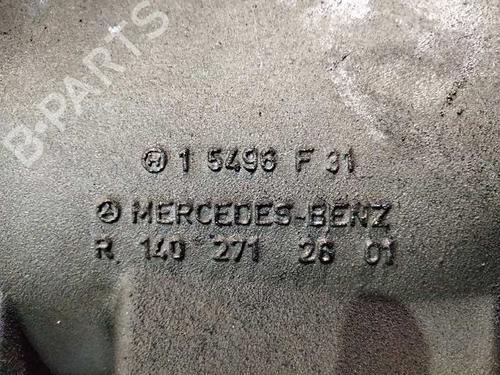 B-PARTS
1 5496 F 31
MERCEDES-BENZ
R 140 271 26 01